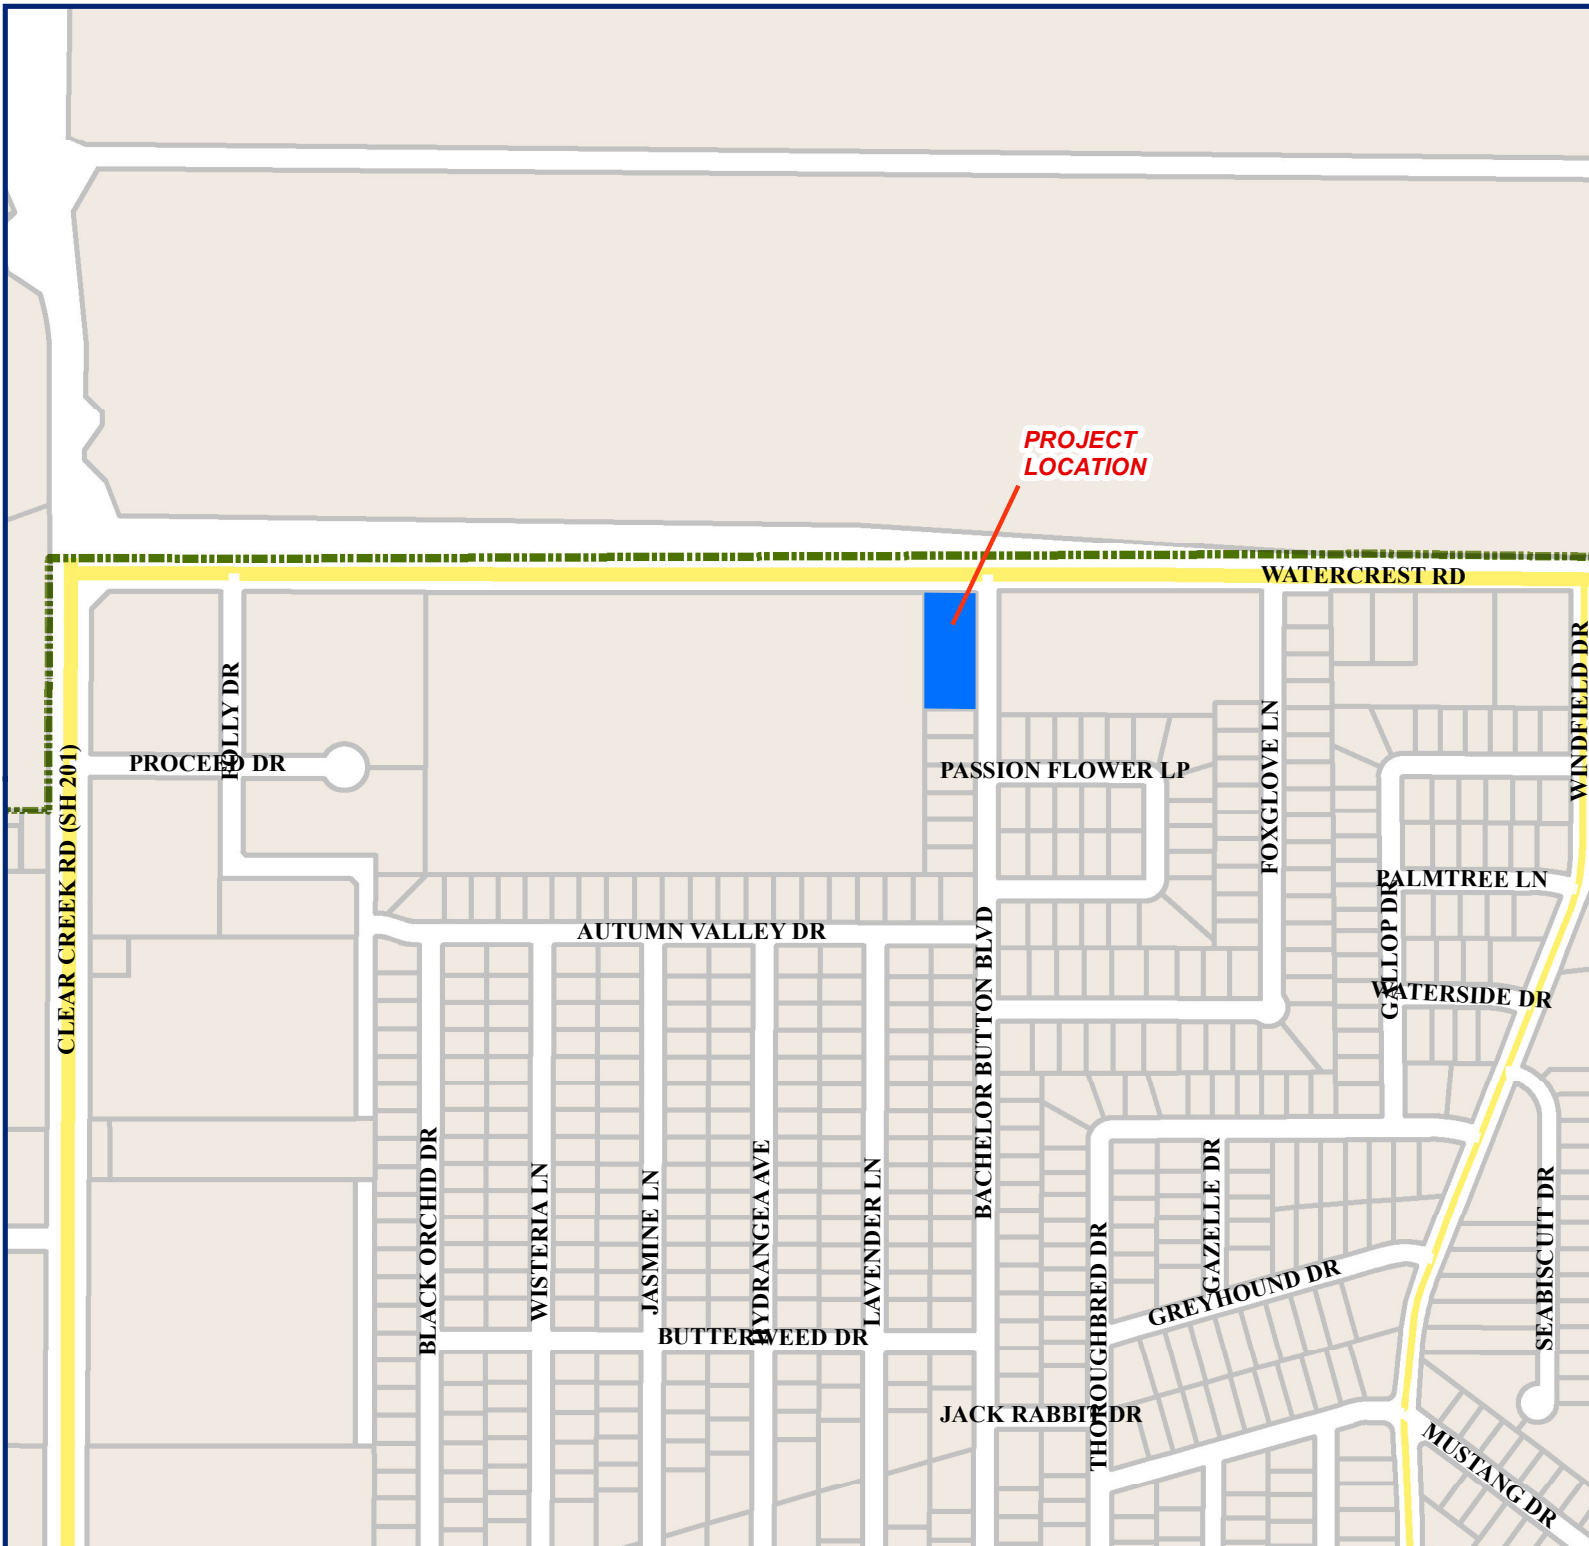 PROJECT
LOCATION
WATERCREST RD
WINDFIELD DR
HOLLY DR
PROCEED DR
PASSION FLOWER LP
FOXGLOVE LN
CLEAR CREEK RD (SH 201)
PALMTREE LN
GALLOP DR
AUTUMN VALLEY DR
BACHELOR BUTTON BLVD
WATERSIDE DR
BLACK ORCHID DR
WISTERIA LN
JASMINE LN
HYDRANGEA AVE
LAVENDER LN
GAZELLE DR
SEABISCUIT DR
THOROUGHBRED DR
GREYHOUND DR
BUTTERWEED DR
JACK RABBIT DR
MUSTANG DR